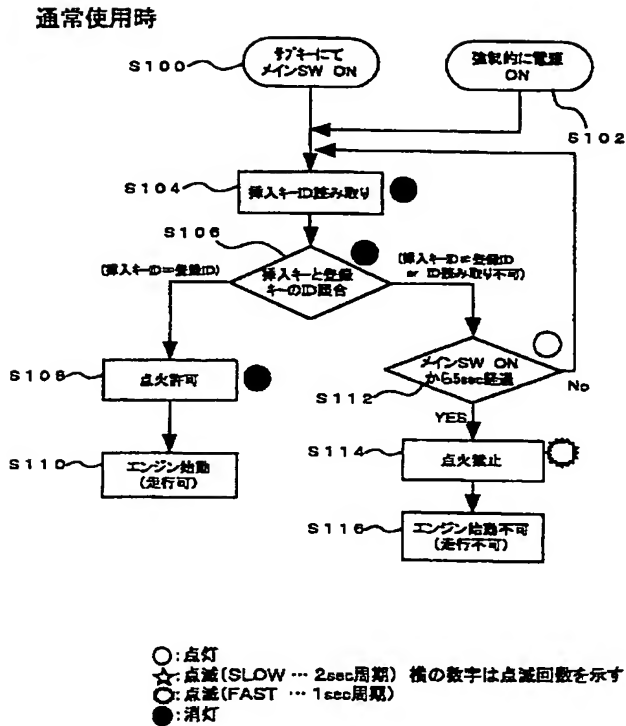 通常使用時
S100
サブキーにて
メインSW ON
強制的に電源
ON
S102
S104
挿入キーID読み取り
S106
(挿入キーID=登録ID)
挿入キーと登録
キーのID照合
(挿入キーID≠登録ID
or ID読み取り不可)
S108
点火許可
メインSW ON
から5sec経過
No
S112
YES
S110
エンジン始動
(走行可)
S114
点火禁止
S116
エンジン始動不可
(走行不可)
○:点灯
☆:点滅(SLOW … 2sec周期) 横の数字は点滅回数を示す
:点滅(FAST … 1sec周期)
●:消灯